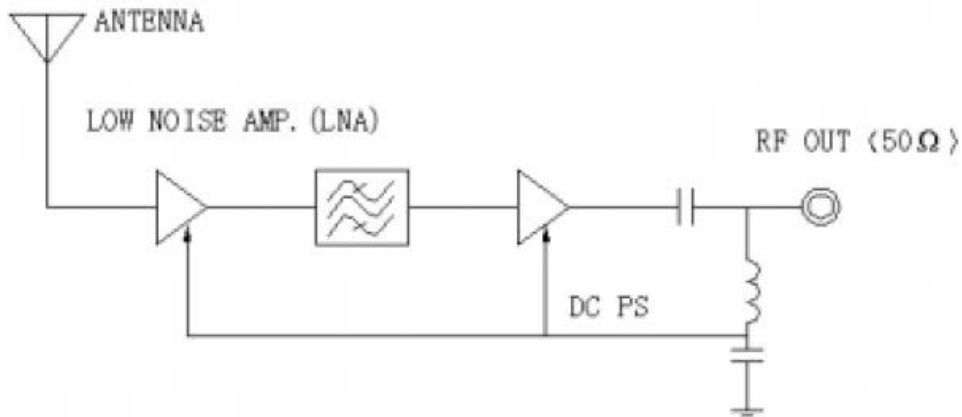 ANTENNA
LOW NOISE AMP.(LNA)
RF OUT (50Ω)
DC PS